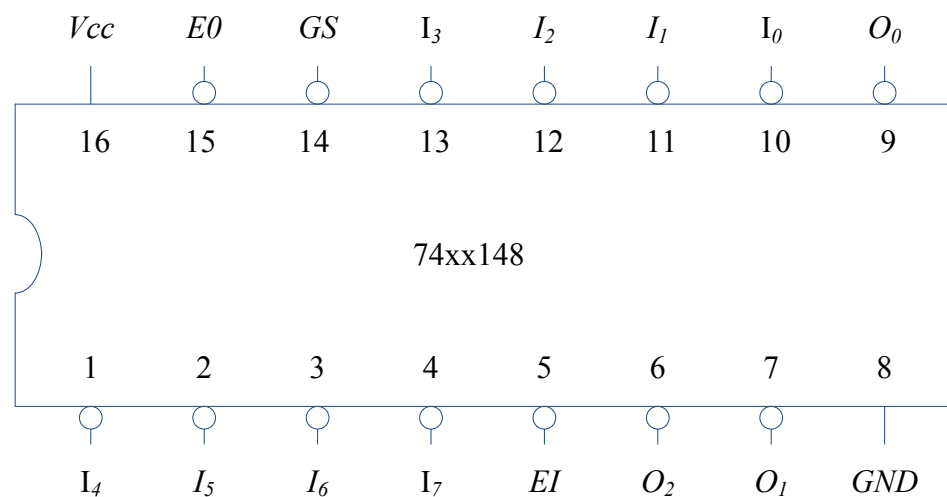 Vcc E0 GS I₃ I₂ I₁ I₀ O₀
16 15 14 13 12 11 10 9
74xx148
1 2 3 4 5 6 7 8
I₄ I₅ I₆ I₇ EI O₂ O₁ GND